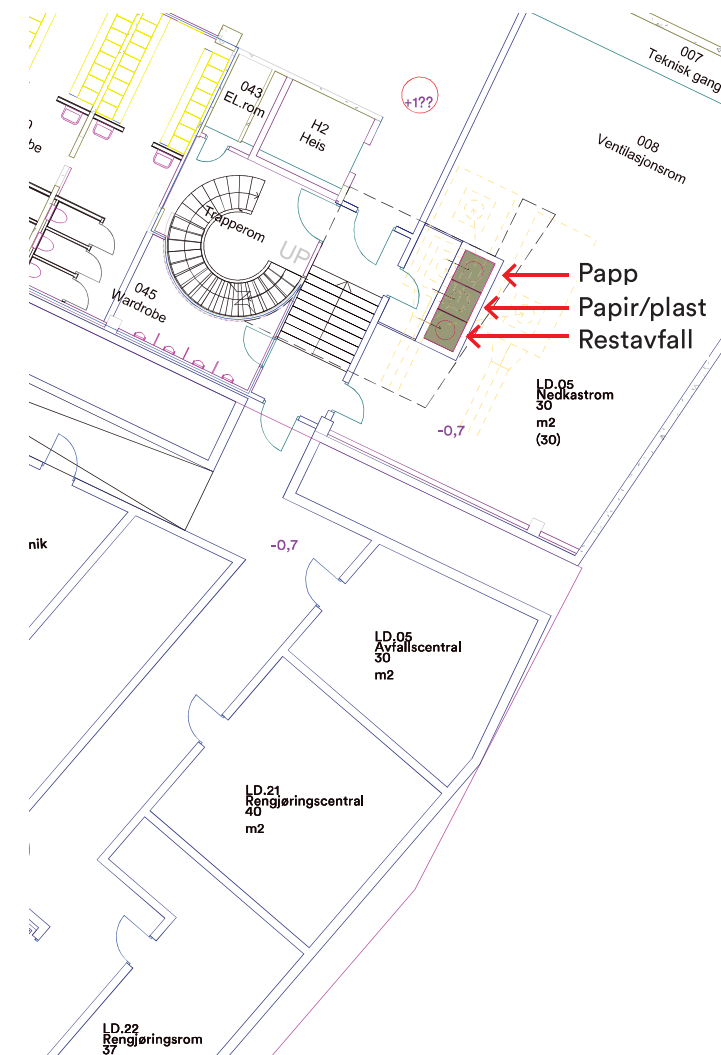 007
Teknisk gang
043
EL.rom
+1??
H2
Heis
008
Ventilasjonsrom
be
Trapperom
UP
Papp
Papir/plast
Restavfall
045
Wardrobe
LD.05
Nedkastrom
30
m2
(30)
-0,7
nik
-0,7
LD.05
Avfallscentral
30
m2
LD.21
Rengjøringscentral
40
m2
LD.22
Rengjøringsrom
37